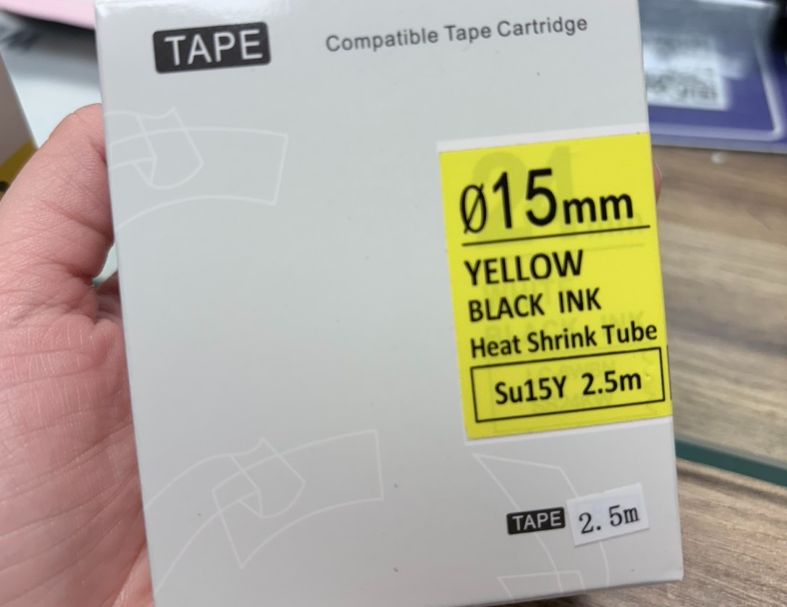 TAPE
Compatible Tape Cartridge
Ø15mm
YELLOW
BLACK INK
Heat Shrink Tube
Su15Y 2.5m
TAPE 2.5m